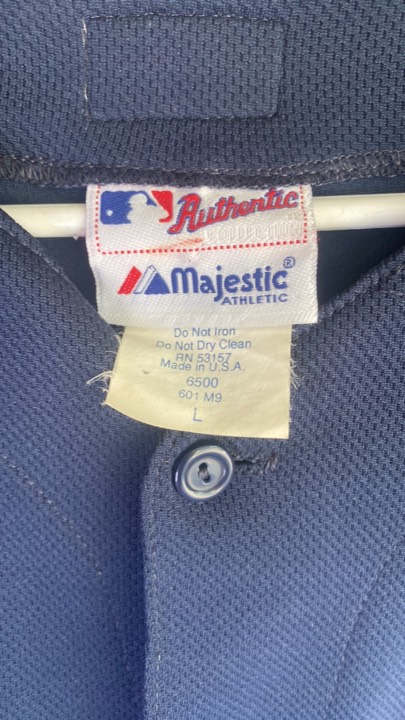 Authentic
Majestic®
ATHLETIC
Do Not Iron
Do Not Dry Clean
RN 53157
Made in U.S.A.
6500
601 M9
L